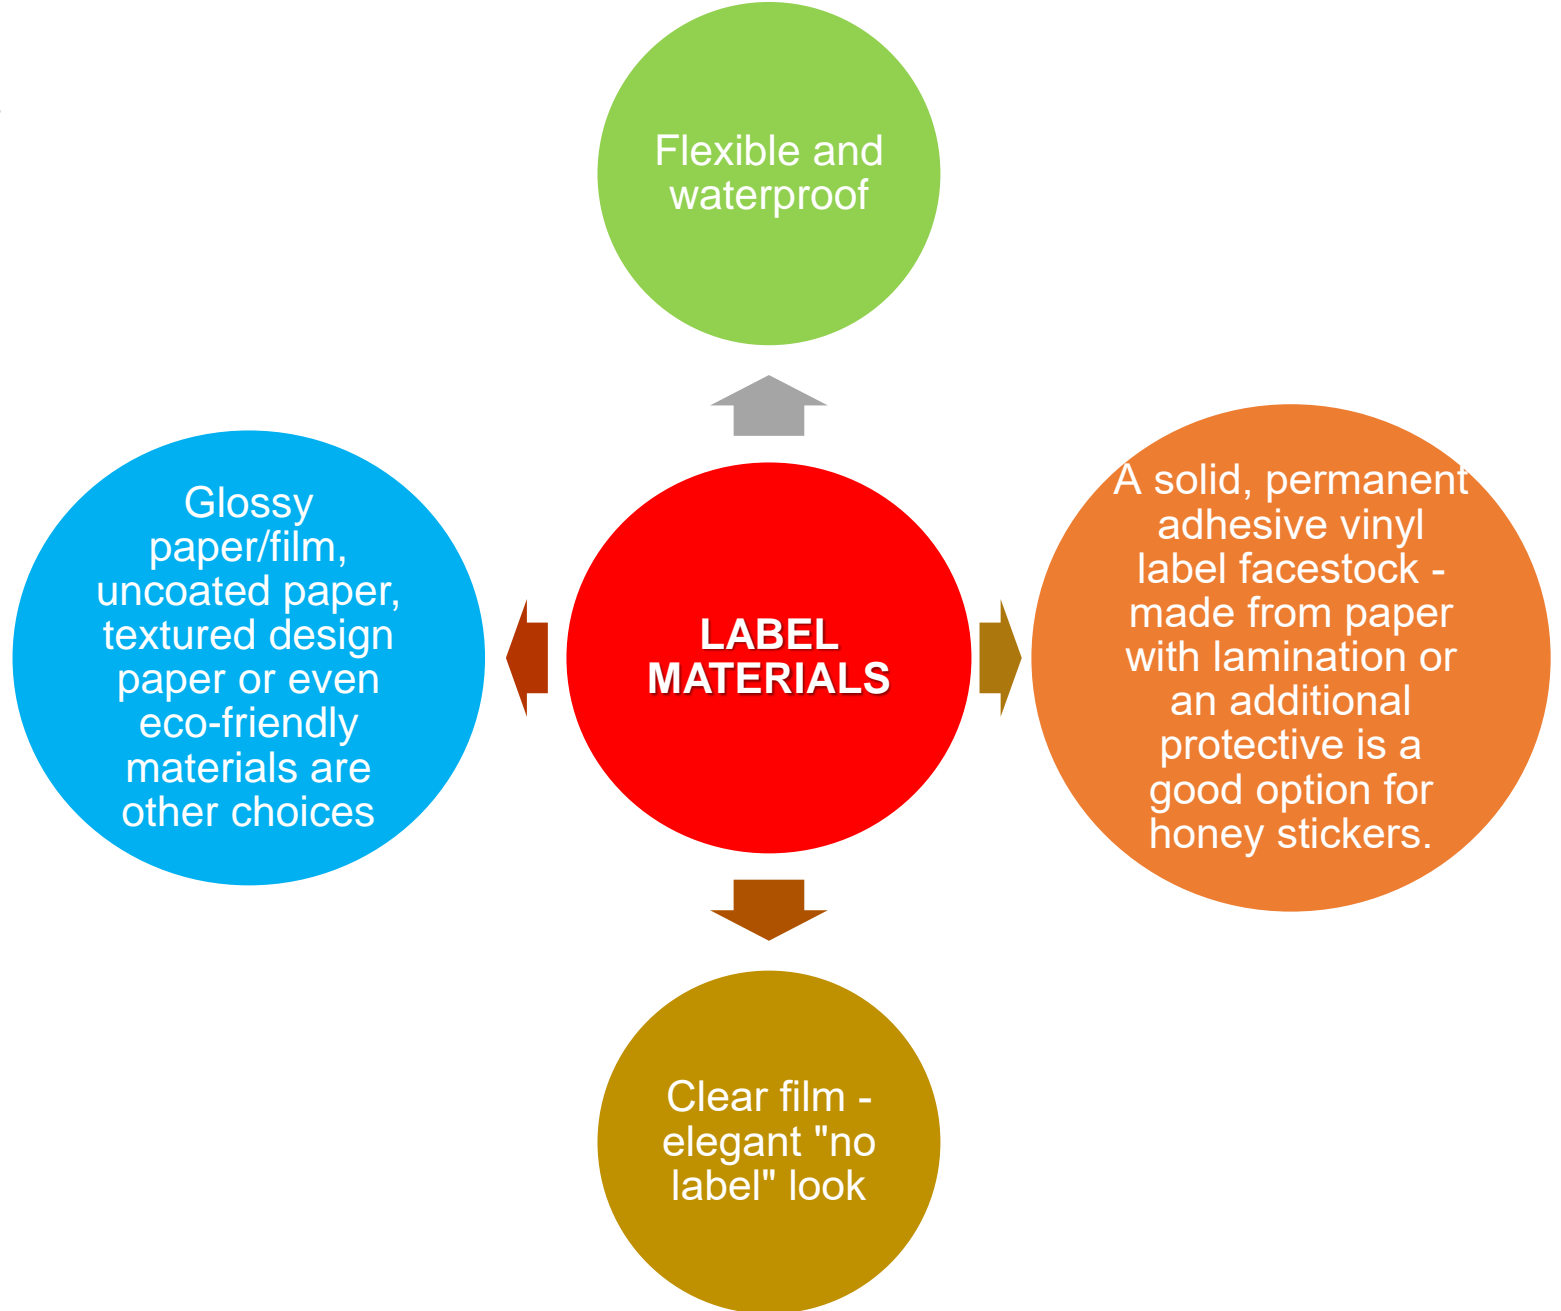 Flexible and
waterproof
Glossy
paper/film,
uncoated paper,
textured design
paper or even
eco-friendly
materials are
other choices
LABEL
MATERIALS
A solid, permanent
adhesive vinyl
label facestock -
made from paper
with lamination or
an additional
protective is a
good option for
honey stickers.
Clear film -
elegant "no
label" look